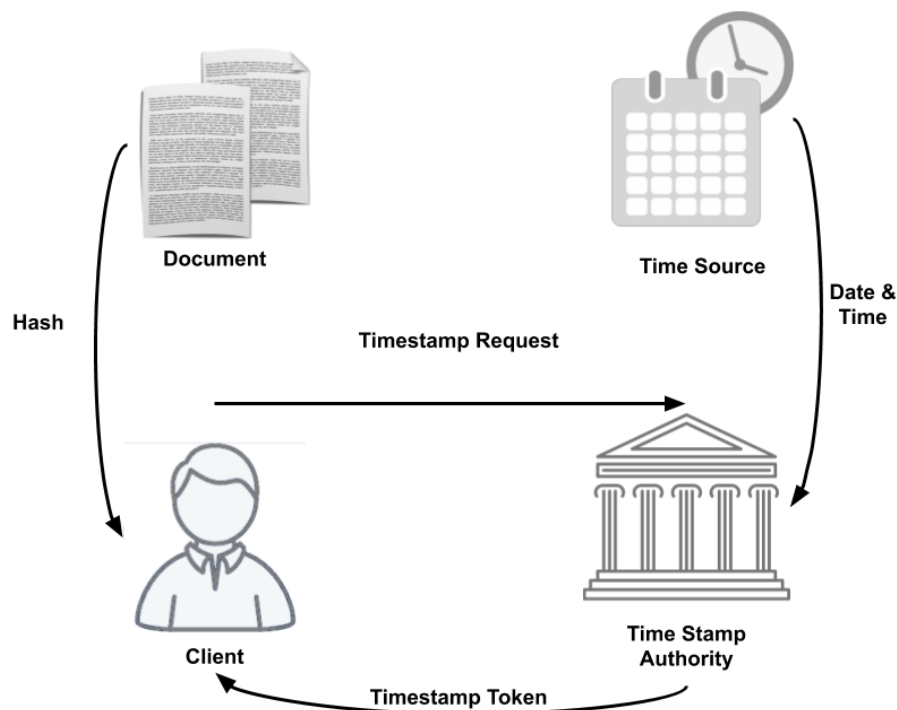 Document
Time Source
Hash
Date &
Time
Timestamp Request
Client
Time Stamp
Authority
Timestamp Token